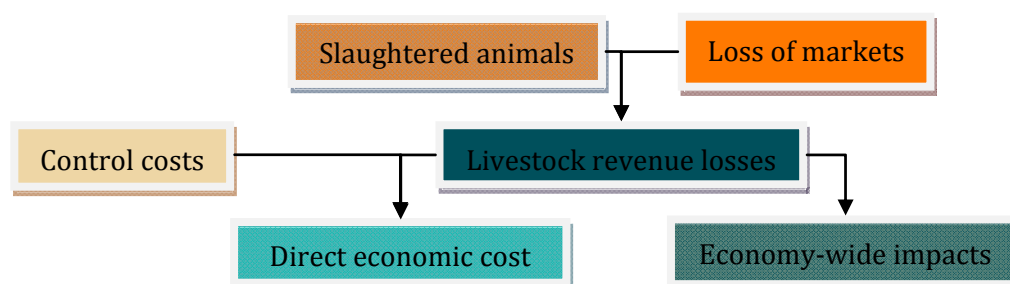 Slaughtered animals
Loss of markets
Control costs
Livestock revenue losses
Direct economic cost
Economy-wide impacts